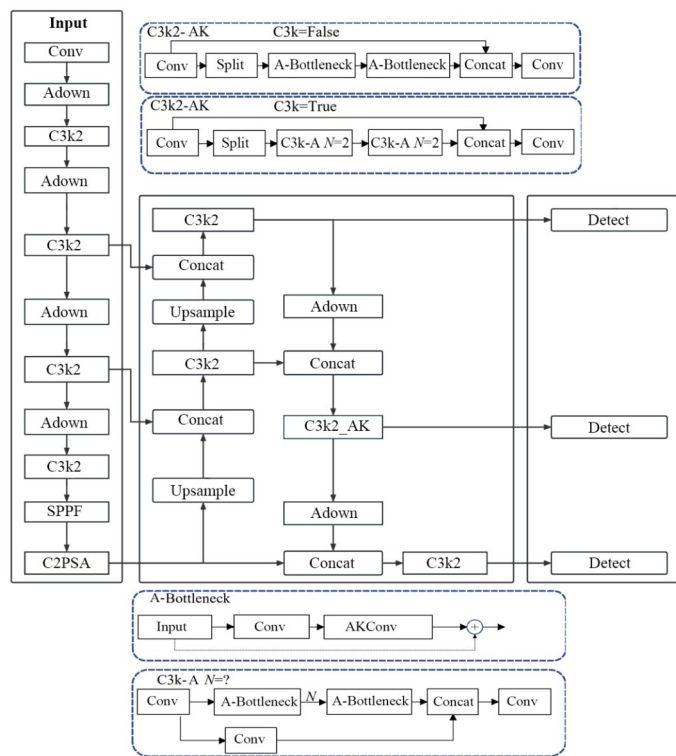 Input
Conv
Adown
C3k2
Adown
C3k2
Adown
C3k2
Adown
C3k2
SPPF
C2PSA
C3k2- AK C3k=False
Conv Split A-Bottleneck A-Bottleneck Concat Conv
C3k2-AK C3k=True
Conv Split C3k-A N=2 C3k-A N=2 Concat Conv
C3k2
Concat
Upsample
C3k2
Concat
Upsample
Adown
Concat
C3k2_AK
Adown
Concat
C3k2
Detect
Detect
Detect
A-Bottleneck
Input Conv AKConv +
C3k-A N=?
Conv A-Bottleneck N A-Bottleneck Concat Conv
Conv